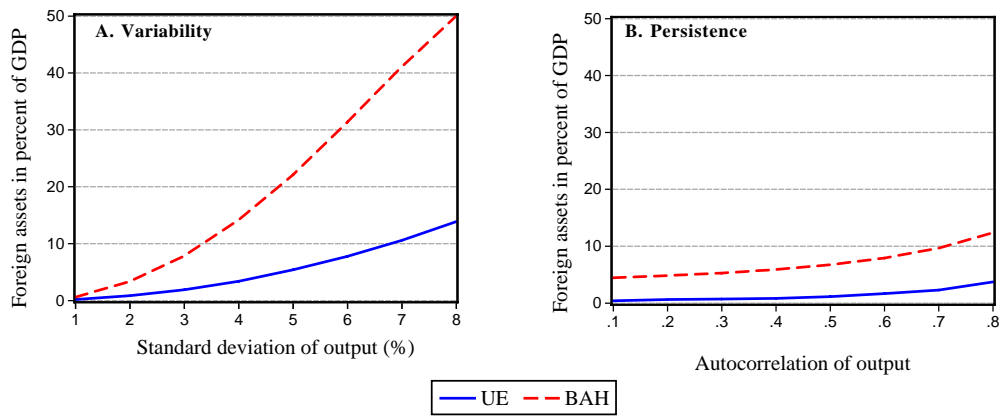 A. Variability
Foreign assets in percent of GDP
50
40
30
20
10
0
1 2 3 4 5 6 7 8
Standard deviation of output (%)
B. Persistence
Foreign assets in percent of GDP
50
40
30
20
10
0
.1 .2 .3 .4 .5 .6 .7 .8
Autocorrelation of output
UE BAH